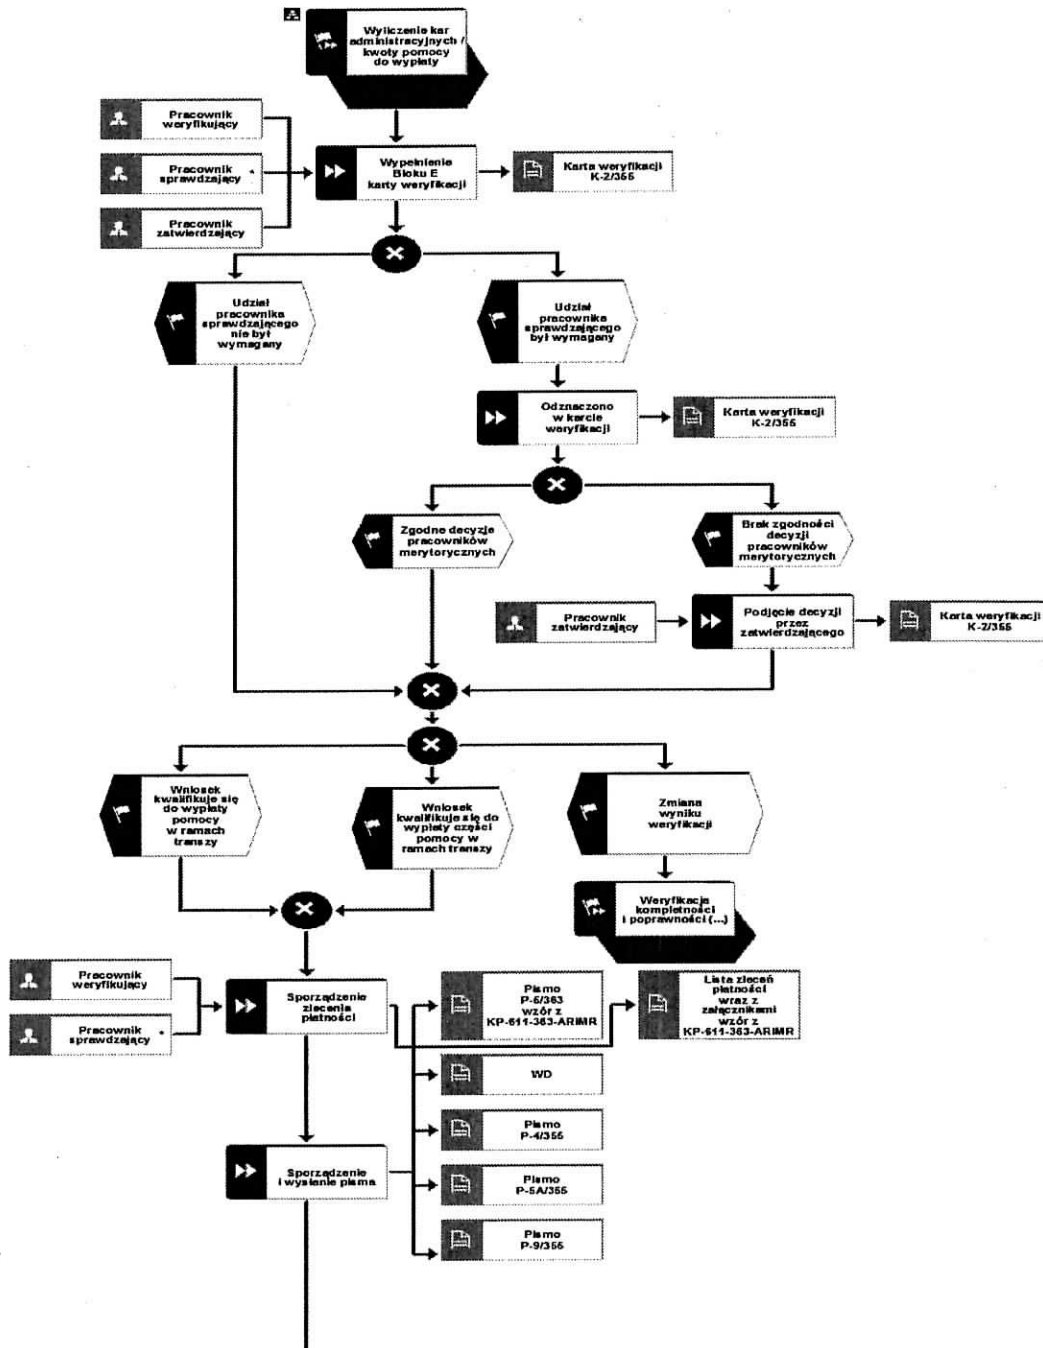 Wyliczenie kar
administracyjnych /
kwoty pomocy
do wypłaty
Pracownik
weryfikujący
Pracownik
sprawdzający *
Pracownik
zatwierdzający
Wypełnienie
Bloku E
karty weryfikacji
Karta weryfikacji
K-2/355
Udział
pracownika
sprawdzającego
nie był
wymagany
Udział
pracownika
sprawdzającego
był wymagany
Odznaczono
w karcie
weryfikacji
Karta weryfikacji
K-2/355
Zgodne decyzje
pracowników
merytorycznych
Brak zgodności
decyzji
pracowników
merytorycznych
Pracownik
zatwierdzający
Podjęcie decyzji
przez
zatwierdzającego
Karta weryfikacji
K-2/355
Wniosek
kwalifikuje się
do wypłaty
pomocy
w ramach
transzy
Wniosek
kwalifikuje się do
wypłaty części
pomocy w
ramach transzy
Zmiana
wyniku
weryfikacji
Weryfikacja
kompletności
i poprawności (...)
Pracownik
weryfikujący
Pracownik
sprawdzający *
Sporządzenie
zlecenia
płatności
Pismo
P-6/363
wzór z
KP-611-363-ARIMR
Lista zleceń
płatności
wraz z
załącznikami
wzór z
KP-611-363-ARIMR
WD
Pismo
P-4/355
Sporządzenie
i wysłanie pisma
Pismo
P-5A/355
Pismo
P-9/355